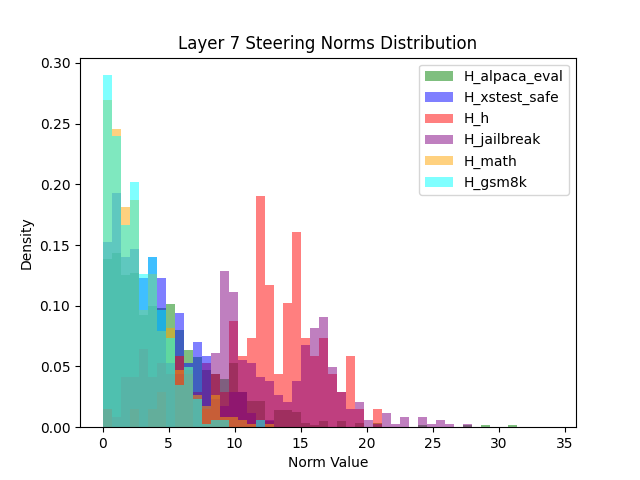 Layer 7 Steering Norms Distribution
0.30
0.25
0.20
0.15
0.10
0.05
0.00
Density
H_alpaca_eval
H_xstest_safe
H_h
H_jailbreak
H_math
H_gsm8k
0 5 10 15 20 25 30 35
Norm Value